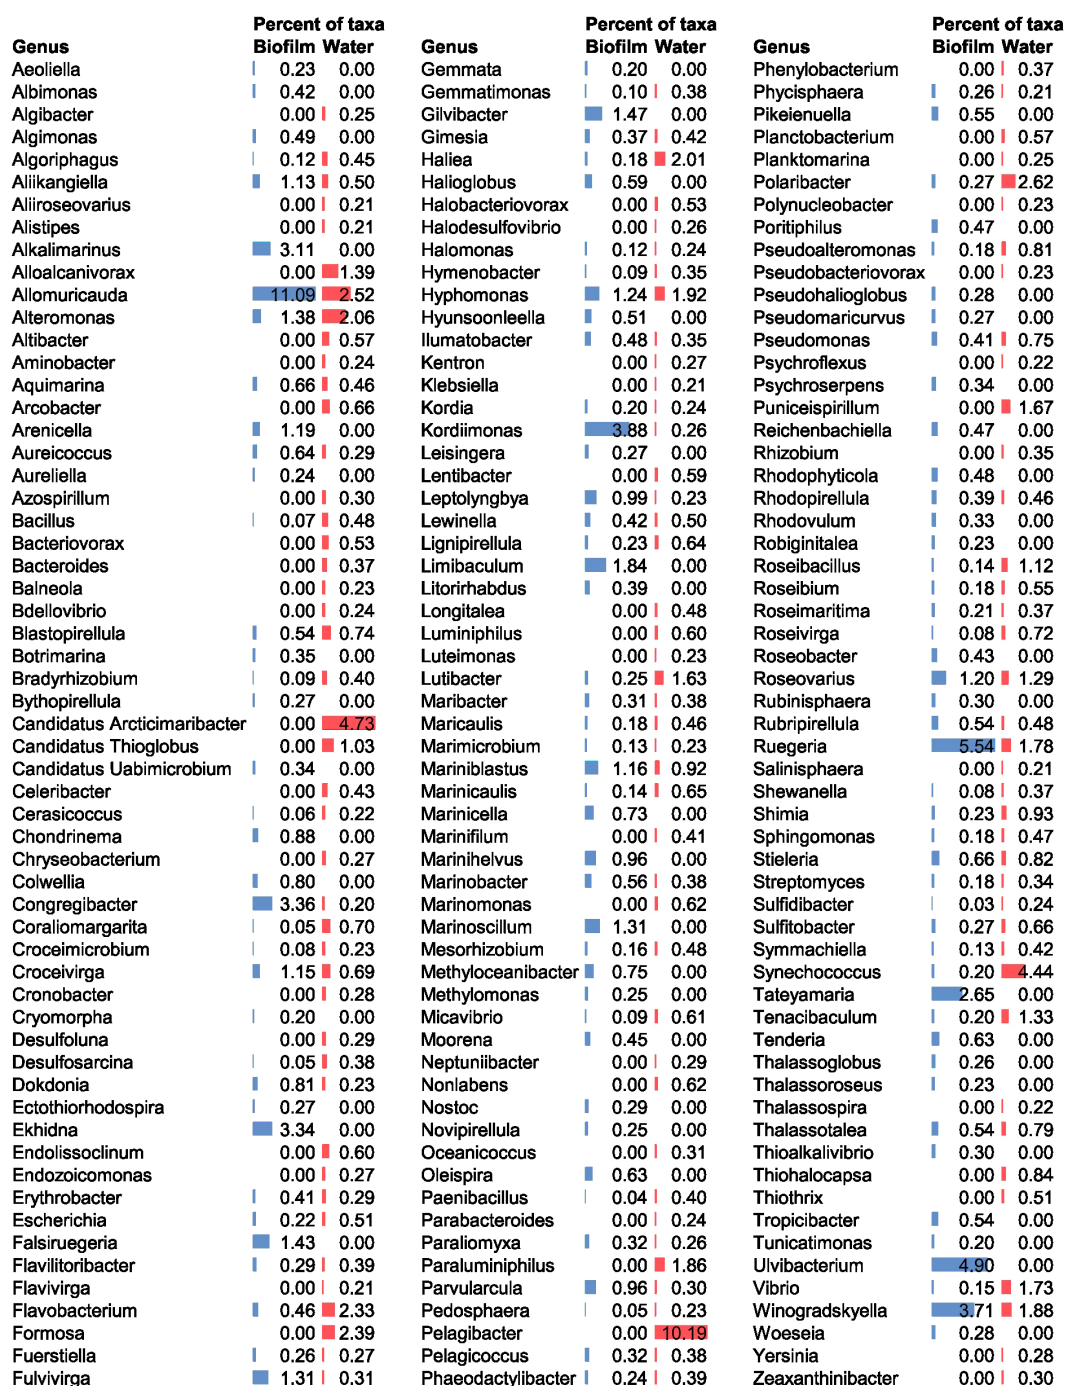 Percent of taxa Percent of taxa Percent of taxa
Genus Biofilm Water Genus Biofilm Water Genus Biofilm Water
Aeoliella 0.23 0.00 Gemmata 0.20 0.00 Phenylobacterium 0.00 0.37
Albimonas 0.42 0.00 Gemmatimonas 0.10 0.38 Phycisphaera 0.26 0.21
Algibacter 0.00 0.25 Gilvibacter 1.47 0.00 Pikeienuella 0.55 0.00
Algimonas 0.49 0.00 Gimesia 0.37 0.42 Planctobacterium 0.00 0.57
Algoriphagus 0.12 0.45 Haliea 0.18 2.01 Planktomarina 0.00 0.25
Aliikangiella 1.13 0.50 Halioglobus 0.59 0.00 Polaribacter 0.27 2.62
Aliiroseovarius 0.00 0.21 Halobacteriovorax 0.00 0.53 Polynucleobacter 0.00 0.23
Alistipes 0.00 0.21 Halodesulfovibrio 0.00 0.26 Poritiphilus 0.47 0.00
Alkalimarinus 3.11 0.00 Halomonas 0.12 0.24 Pseudoalteromonas 0.18 0.81
Alloalcanivorax 0.00 1.39 Hymenobacter 0.09 0.35 Pseudobacteriovorax 0.00 0.23
Allomuricauda 11.09 2.52 Hyphomonas 1.24 1.92 Pseudohalioglobus 0.28 0.00
Alteromonas 1.38 2.06 Hyunsoonleella 0.51 0.00 Pseudomaricurvus 0.27 0.00
Altibacter 0.00 0.57 Ilumatobacter 0.48 0.35 Pseudomonas 0.41 0.75
Aminobacter 0.00 0.24 Kentron 0.00 0.27 Psychroflexus 0.00 0.22
Aquimarina 0.66 0.46 Klebsiella 0.00 0.21 Psychroserpens 0.34 0.00
Arcobacter 0.00 0.66 Kordia 0.20 0.24 Puniceispirillum 0.00 1.67
Arenicella 1.19 0.00 Kordiimonas 3.88 0.26 Reichenbachiella 0.47 0.00
Aureicoccus 0.64 0.29 Leisingera 0.27 0.00 Rhizobium 0.00 0.35
Aureliella 0.24 0.00 Lentibacter 0.00 0.59 Rhodophyticola 0.48 0.00
Azospirillum 0.00 0.30 Leptolyngbya 0.99 0.23 Rhodopirellula 0.39 0.46
Bacillus 0.07 0.48 Lewinella 0.42 0.50 Rhodovulum 0.33 0.00
Bacteriovorax 0.00 0.53 Lignipirellula 0.23 0.64 Robiginitalea 0.23 0.00
Bacteroides 0.00 0.37 Limibaculum 1.84 0.00 Roseibacillus 0.14 1.12
Balneola 0.00 0.23 Litorirhabdus 0.39 0.00 Roseibium 0.18 0.55
Bdellovibrio 0.00 0.24 Longitalea 0.00 0.48 Roseimaritima 0.21 0.37
Blastopirellula 0.54 0.74 Luminiphilus 0.00 0.60 Roseivirga 0.08 0.72
Botrimarina 0.35 0.00 Luteimonas 0.00 0.23 Roseobacter 0.43 0.00
Bradyrhizobium 0.09 0.40 Lutibacter 0.25 1.63 Roseovarius 1.20 1.29
Bythopirellula 0.27 0.00 Maribacter 0.31 0.38 Rubinisphaera 0.30 0.00
Candidatus Arcticimaribacter 0.00 4.73 Maricaulis 0.18 0.46 Rubripirellula 0.54 0.48
Candidatus Thioglobus 0.00 1.03 Marimicrobium 0.13 0.23 Ruegeria 5.54 1.78
Candidatus Uabimicrobium 0.34 0.00 Mariniblastus 1.16 0.92 Salinisphaera 0.00 0.21
Celeribacter 0.00 0.43 Marinicaulis 0.14 0.65 Shewanella 0.08 0.37
Cerasicoccus 0.06 0.22 Marinicella 0.73 0.00 Shimia 0.23 0.93
Chondrinema 0.88 0.00 Marinifilum 0.00 0.41 Sphingomonas 0.18 0.47
Chryseobacterium 0.00 0.27 Marinihelvus 0.96 0.00 Stieleria 0.66 0.82
Colwellia 0.80 0.00 Marinobacter 0.56 0.38 Streptomyces 0.18 0.34
Congregibacter 3.36 0.20 Marinomonas 0.00 0.62 Sulfidibacter 0.03 0.24
Coraliomargarita 0.05 0.70 Marinoscillum 1.31 0.00 Sulfitobacter 0.27 0.66
Croceimicrobium 0.08 0.23 Mesorhizobium 0.16 0.48 Symmachiella 0.13 0.42
Croceivirga 1.15 0.69 Methyloceanibacter 0.75 0.00 Synechococcus 0.20 4.44
Cronobacter 0.00 0.28 Methylomonas 0.25 0.00 Tateyamaria 2.65 0.00
Cryomorpha 0.20 0.00 Micavibrio 0.09 0.61 Tenacibaculum 0.20 1.33
Desulfoluna 0.00 0.29 Moorena 0.45 0.00 Tenderia 0.63 0.00
Desulfosarcina 0.05 0.38 Neptuniibacter 0.00 0.29 Thalassoglobus 0.26 0.00
Dokdonia 0.81 0.23 Nonlabens 0.00 0.62 Thalassoroseus 0.23 0.00
Ectothiorhodospira 0.27 0.00 Nostoc 0.29 0.00 Thalassospira 0.00 0.22
Ekhidna 3.34 0.00 Novipirellula 0.25 0.00 Thalassotalea 0.54 0.79
Endolissoclinum 0.00 0.60 Oceanicoccus 0.00 0.31 Thioalkalivibrio 0.30 0.00
Endozoicomonas 0.00 0.27 Oleispira 0.63 0.00 Thiohalocapsa 0.00 0.84
Erythrobacter 0.41 0.29 Paenibacillus 0.04 0.40 Thiothrix 0.00 0.51
Escherichia 0.22 0.51 Parabacteroides 0.00 0.24 Tropicibacter 0.54 0.00
Falsiruegeria 1.43 0.00 Paraliomyxa 0.32 0.26 Tunicatimonas 0.20 0.00
Flavilitoribacter 0.29 0.39 Paraluminiphilus 0.00 1.86 Ulvibacterium 4.90 0.00
Flavivirga 0.00 0.21 Parvularcula 0.96 0.30 Vibrio 0.15 1.73
Flavobacterium 0.46 2.33 Pedosphaera 0.05 0.23 Winogradskyella 3.71 1.88
Formosa 0.00 2.39 Pelagibacter 0.00 10.19 Woeseia 0.28 0.00
Fuerstiella 0.26 0.27 Pelagicoccus 0.32 0.38 Yersinia 0.00 0.28
Fulvivirga 1.31 0.31 Phaeodactylibacter 0.24 0.39 Zeaxanthinibacter 0.00 0.30